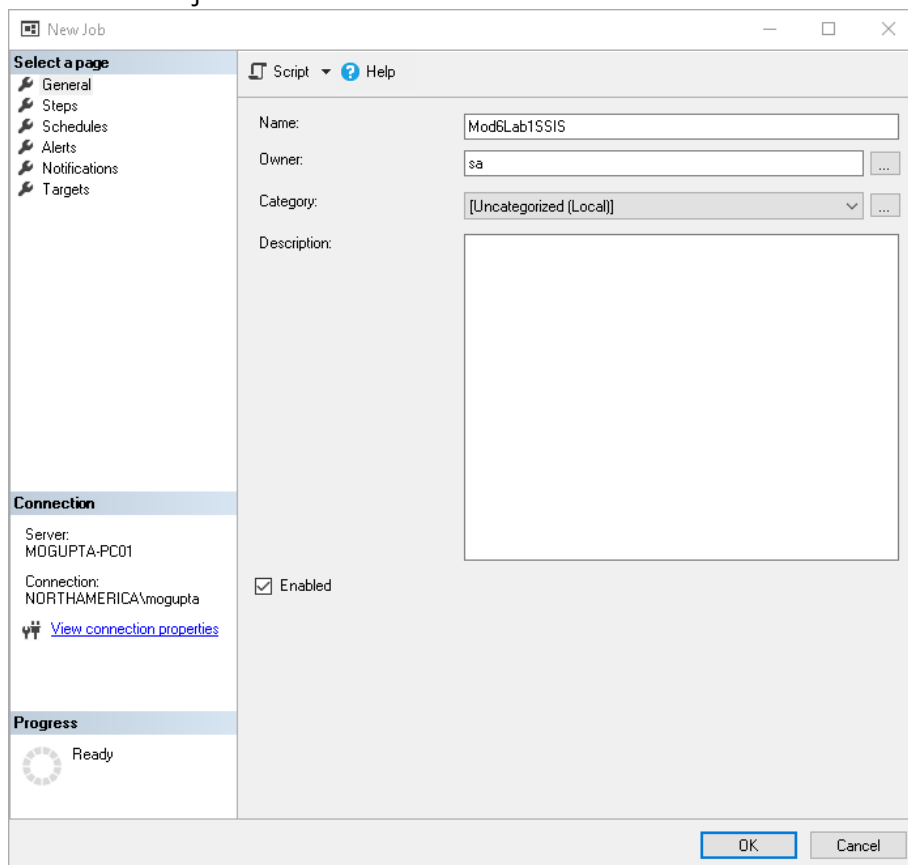 New Job
Select a page
General
Steps
Schedules
Alerts
Notifications
Targets
Script
Help
Name:
Mod6Lab1SSIS
Owner:
sa
...
Category:
[Uncategorized (Local)]
...
Description:
Enabled
Connection
Server:
MOGUPTA-PC01
Connection:
NORTHAMERICA\mogupta
View connection properties
Progress
Ready
OK
Cancel